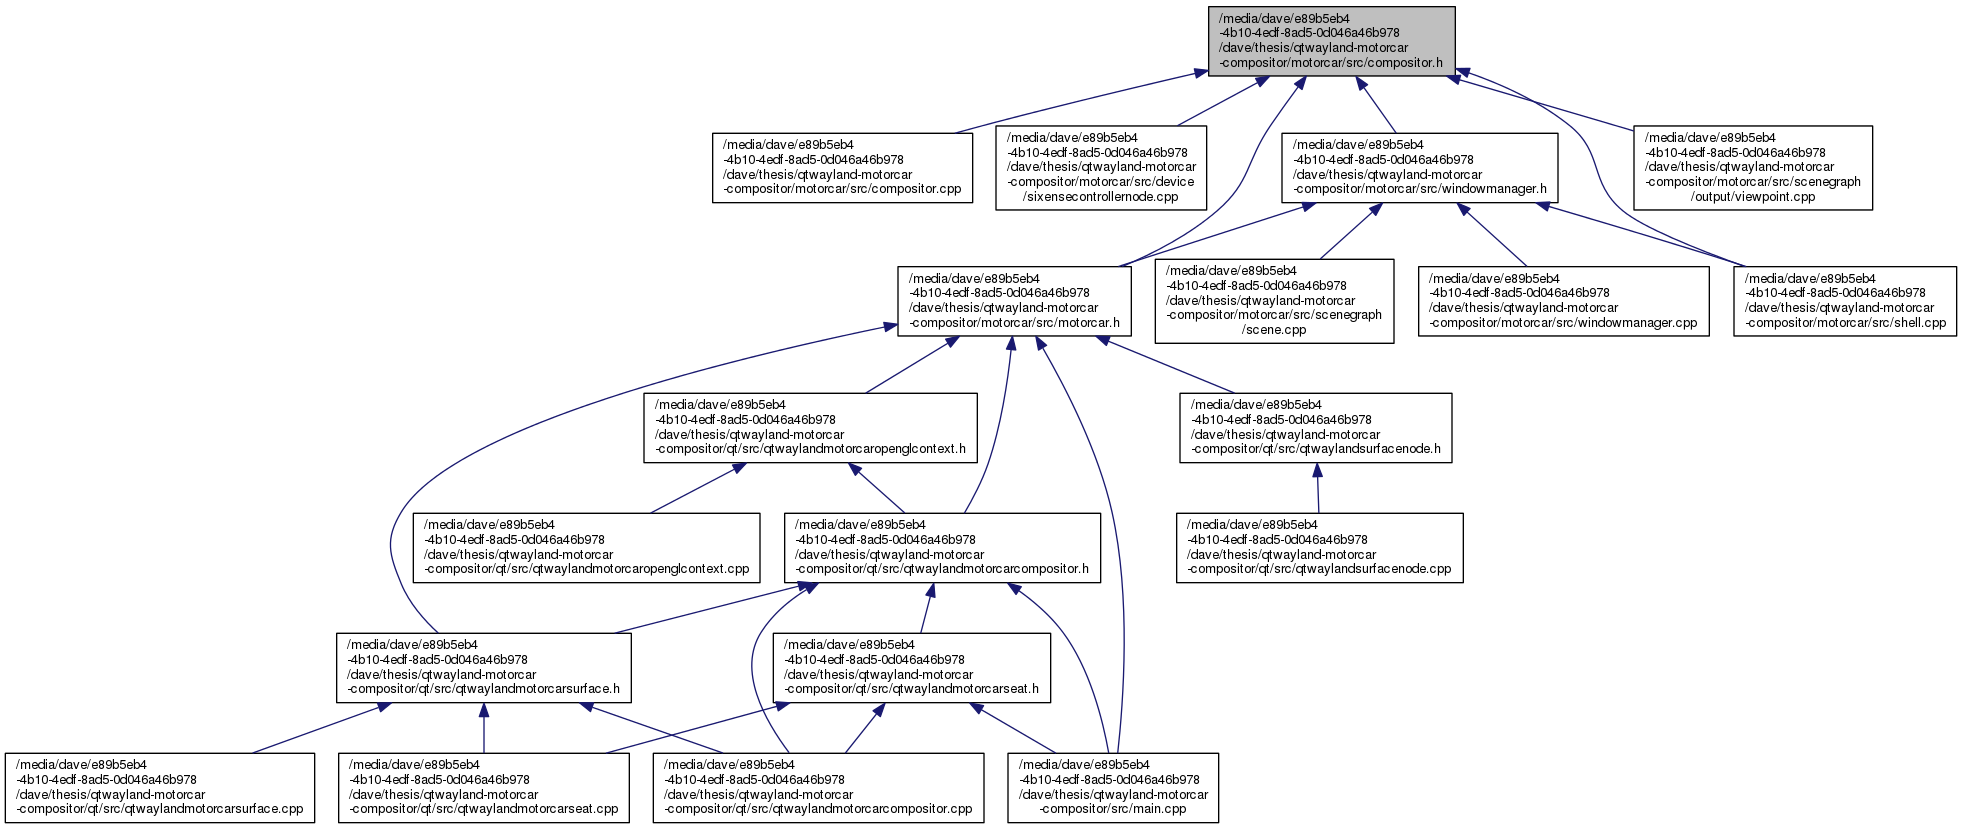 /media/dave/e89b5eb4
-4b10-4edf-8ad5-0d046a46b978
/dave/thesis/qtwayland-motorcar
-compositor/motorcar/src/compositor.h
/media/dave/e89b5eb4
-4b10-4edf-8ad5-0d046a46b978
/dave/thesis/qtwayland-motorcar
-compositor/motorcar/src/compositor.cpp
/media/dave/e89b5eb4
-4b10-4edf-8ad5-0d046a46b978
/dave/thesis/qtwayland-motorcar
-compositor/motorcar/src/device
/sixensecontrollernode.cpp
/media/dave/e89b5eb4
-4b10-4edf-8ad5-0d046a46b978
/dave/thesis/qtwayland-motorcar
-compositor/motorcar/src/windowmanager.h
/media/dave/e89b5eb4
-4b10-4edf-8ad5-0d046a46b978
/dave/thesis/qtwayland-motorcar
-compositor/motorcar/src/scenegraph
/output/viewpoint.cpp
/media/dave/e89b5eb4
-4b10-4edf-8ad5-0d046a46b978
/dave/thesis/qtwayland-motorcar
-compositor/motorcar/src/motorcar.h
/media/dave/e89b5eb4
-4b10-4edf-8ad5-0d046a46b978
/dave/thesis/qtwayland-motorcar
-compositor/motorcar/src/scenegraph
/scene.cpp
/media/dave/e89b5eb4
-4b10-4edf-8ad5-0d046a46b978
/dave/thesis/qtwayland-motorcar
-compositor/motorcar/src/windowmanager.cpp
/media/dave/e89b5eb4
-4b10-4edf-8ad5-0d046a46b978
/dave/thesis/qtwayland-motorcar
-compositor/motorcar/src/shell.cpp
/media/dave/e89b5eb4
-4b10-4edf-8ad5-0d046a46b978
/dave/thesis/qtwayland-motorcar
-compositor/qt/src/qtwaylandmotorcaropenglcontext.h
/media/dave/e89b5eb4
-4b10-4edf-8ad5-0d046a46b978
/dave/thesis/qtwayland-motorcar
-compositor/qt/src/qtwaylandsurfacenode.h
/media/dave/e89b5eb4
-4b10-4edf-8ad5-0d046a46b978
/dave/thesis/qtwayland-motorcar
-compositor/qt/src/qtwaylandmotorcaropenglcontext.cpp
/media/dave/e89b5eb4
-4b10-4edf-8ad5-0d046a46b978
/dave/thesis/qtwayland-motorcar
-compositor/qt/src/qtwaylandmotorcarcompositor.h
/media/dave/e89b5eb4
-4b10-4edf-8ad5-0d046a46b978
/dave/thesis/qtwayland-motorcar
-compositor/qt/src/qtwaylandsurfacenode.cpp
/media/dave/e89b5eb4
-4b10-4edf-8ad5-0d046a46b978
/dave/thesis/qtwayland-motorcar
-compositor/qt/src/qtwaylandmotorcarsurface.h
/media/dave/e89b5eb4
-4b10-4edf-8ad5-0d046a46b978
/dave/thesis/qtwayland-motorcar
-compositor/qt/src/qtwaylandmotorcarseat.h
/media/dave/e89b5eb4
-4b10-4edf-8ad5-0d046a46b978
/dave/thesis/qtwayland-motorcar
-compositor/qt/src/qtwaylandmotorcarsurface.cpp
/media/dave/e89b5eb4
-4b10-4edf-8ad5-0d046a46b978
/dave/thesis/qtwayland-motorcar
-compositor/qt/src/qtwaylandmotorcarseat.cpp
/media/dave/e89b5eb4
-4b10-4edf-8ad5-0d046a46b978
/dave/thesis/qtwayland-motorcar
-compositor/qt/src/qtwaylandmotorcarcompositor.cpp
/media/dave/e89b5eb4
-4b10-4edf-8ad5-0d046a46b978
/dave/thesis/qtwayland-motorcar
-compositor/src/main.cpp